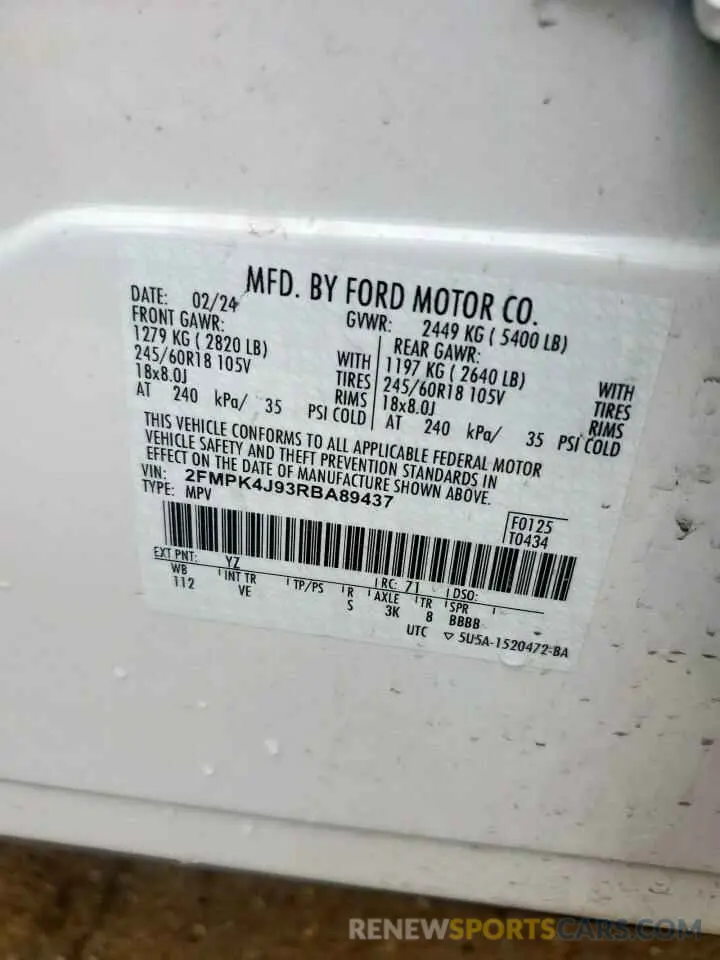 MFD. BY FORD MOTOR CO.
DATE: 02/24 GVWR: 2449 KG ( 5400 LB)
FRONT GAWR: REAR GAWR:
1279 KG ( 2820 LB) WITH 1197 KG ( 2640 LB) WITH
245/60R18 105V TIRES 245/60R18 105V TIRES
18x8.0J RIMS 18x8.0J RIMS
AT 240 kPa/ 35 PSI COLD AT 240 kPa/ 35 PSI COLD
THIS VEHICLE CONFORMS TO ALL APPLICABLE FEDERAL MOTOR
VEHICLE SAFETY AND THEFT PREVENTION STANDARDS IN
EFFECT ON THE DATE OF MANUFACTURE SHOWN ABOVE.
VIN: 2FMPK4J93RBA89437
TYPE: MPV
F0125
T0434
EXT PNT: YZ RC: 71 DSO:
WB INT TR TP/PS R AXLE TR SPR
112 VE S 3K 8 BBBB
UTC ▽ 5U5A-1520472-BA
RENEWSPORTSCARS.COM